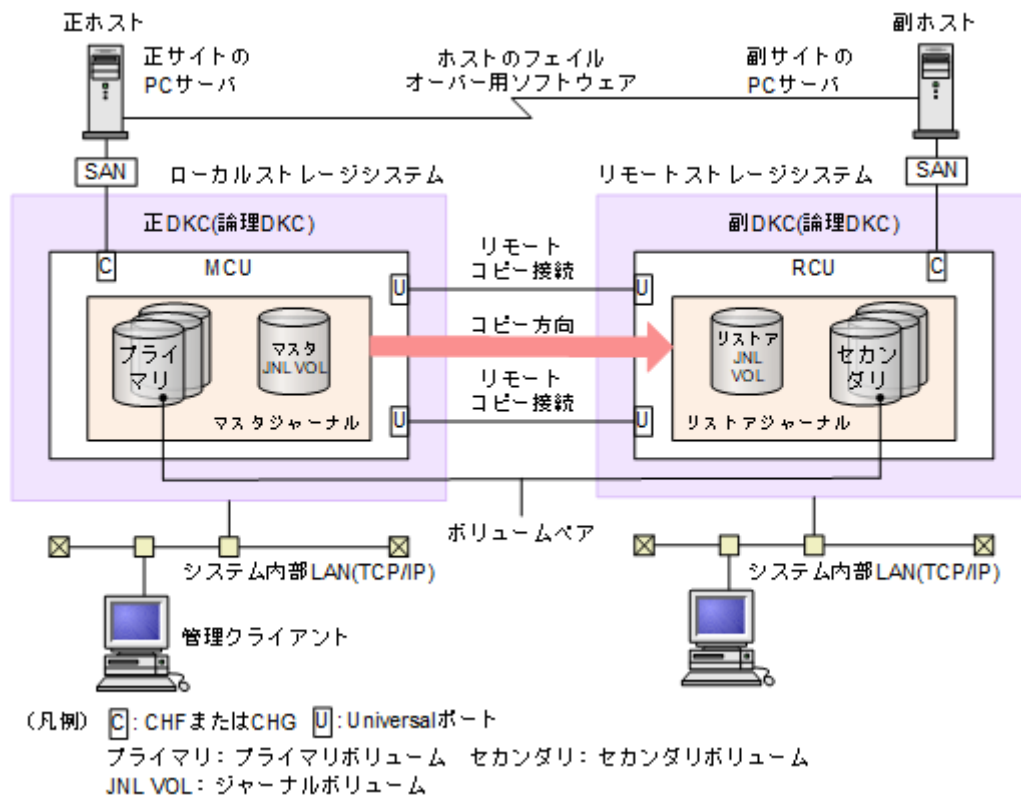 正ホスト
副ホスト
正サイトの
PCサーバ
ホストのフェイル
オーバー用ソフトウェア
副サイトの
PCサーバ
SAN
ローカルストレージシステム
リモートストレージシステム
SAN
正DKC(論理DKC)
副DKC(論理DKC)
C
MCU
リモート
コピー接続
RCU
C
U
U
プライ
マリ
マスタ
JNL VOL
コピー方向
リストア
JNL
VOL
セカン
ダリ
マスタジャーナル
リモート
コピー接続
リストアジャーナル
U
U
ボリュームペア
システム内部LAN(TCP/IP)
システム内部LAN(TCP/IP)
管理クライアント
(凡例) C:CHFまたはCHG U:Universalポート
プライマリ:プライマリボリューム セカンダリ:セカンダリボリューム
JNL VOL:ジャーナルボリューム